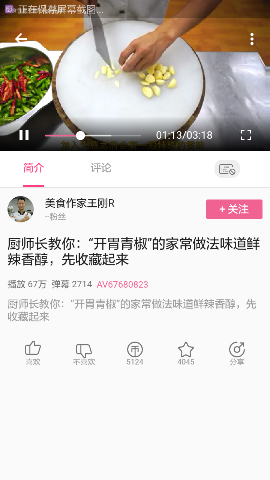 正在保存屏幕截图...
01:13/03:18
简介
评论
美食作家王刚R
--粉丝
+ 关注
厨师长教你：“开胃青椒”的家常做法味道鲜
辣香醇，先收藏起来
播放 67万 弹幕 2714 AV67680823
厨师长教你：“开胃青椒”的家常做法味道鲜辣香醇，先
收藏起来
喜欢
不喜欢
5124
4045
分享